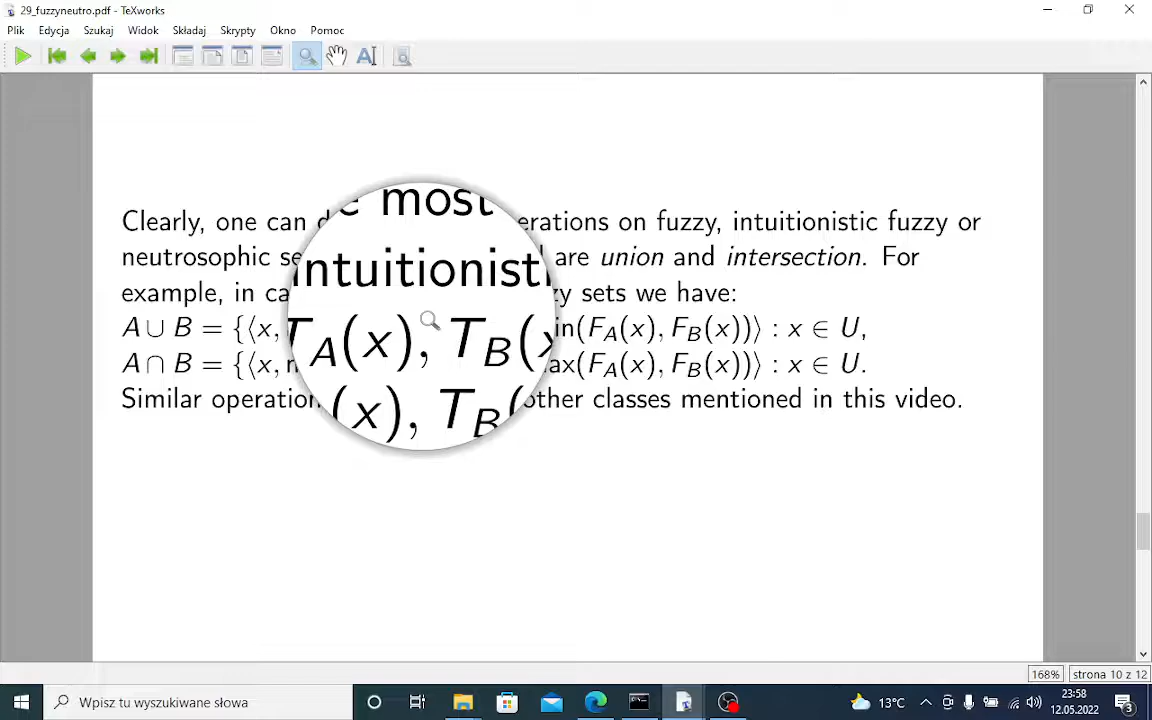 29_fuzzyneutro.pdf - TeXworks
Plik Edycja Szukaj Widok Składaj Skrypty Okno Pomoc
Clearly, one can erations on fuzzy, intuitionistic fuzzy or
e most
neutrosophic are union and intersection. For
intuitionisti
example, in zy sets we have:
A ∪ B = {⟨x, T_A(x), T_B(x in(F_A(x), F_B(x))⟩ : x ∈ U,
A ∩ B = {⟨x, (x), T_B( ax(F_A(x), F_B(x))⟩ : x ∈ U.
Similar operation other classes mentioned in this video.
168% strona 10 z 12
Wpisz tu wyszukiwane słowa
13°C
23:58
12.05.2022
3